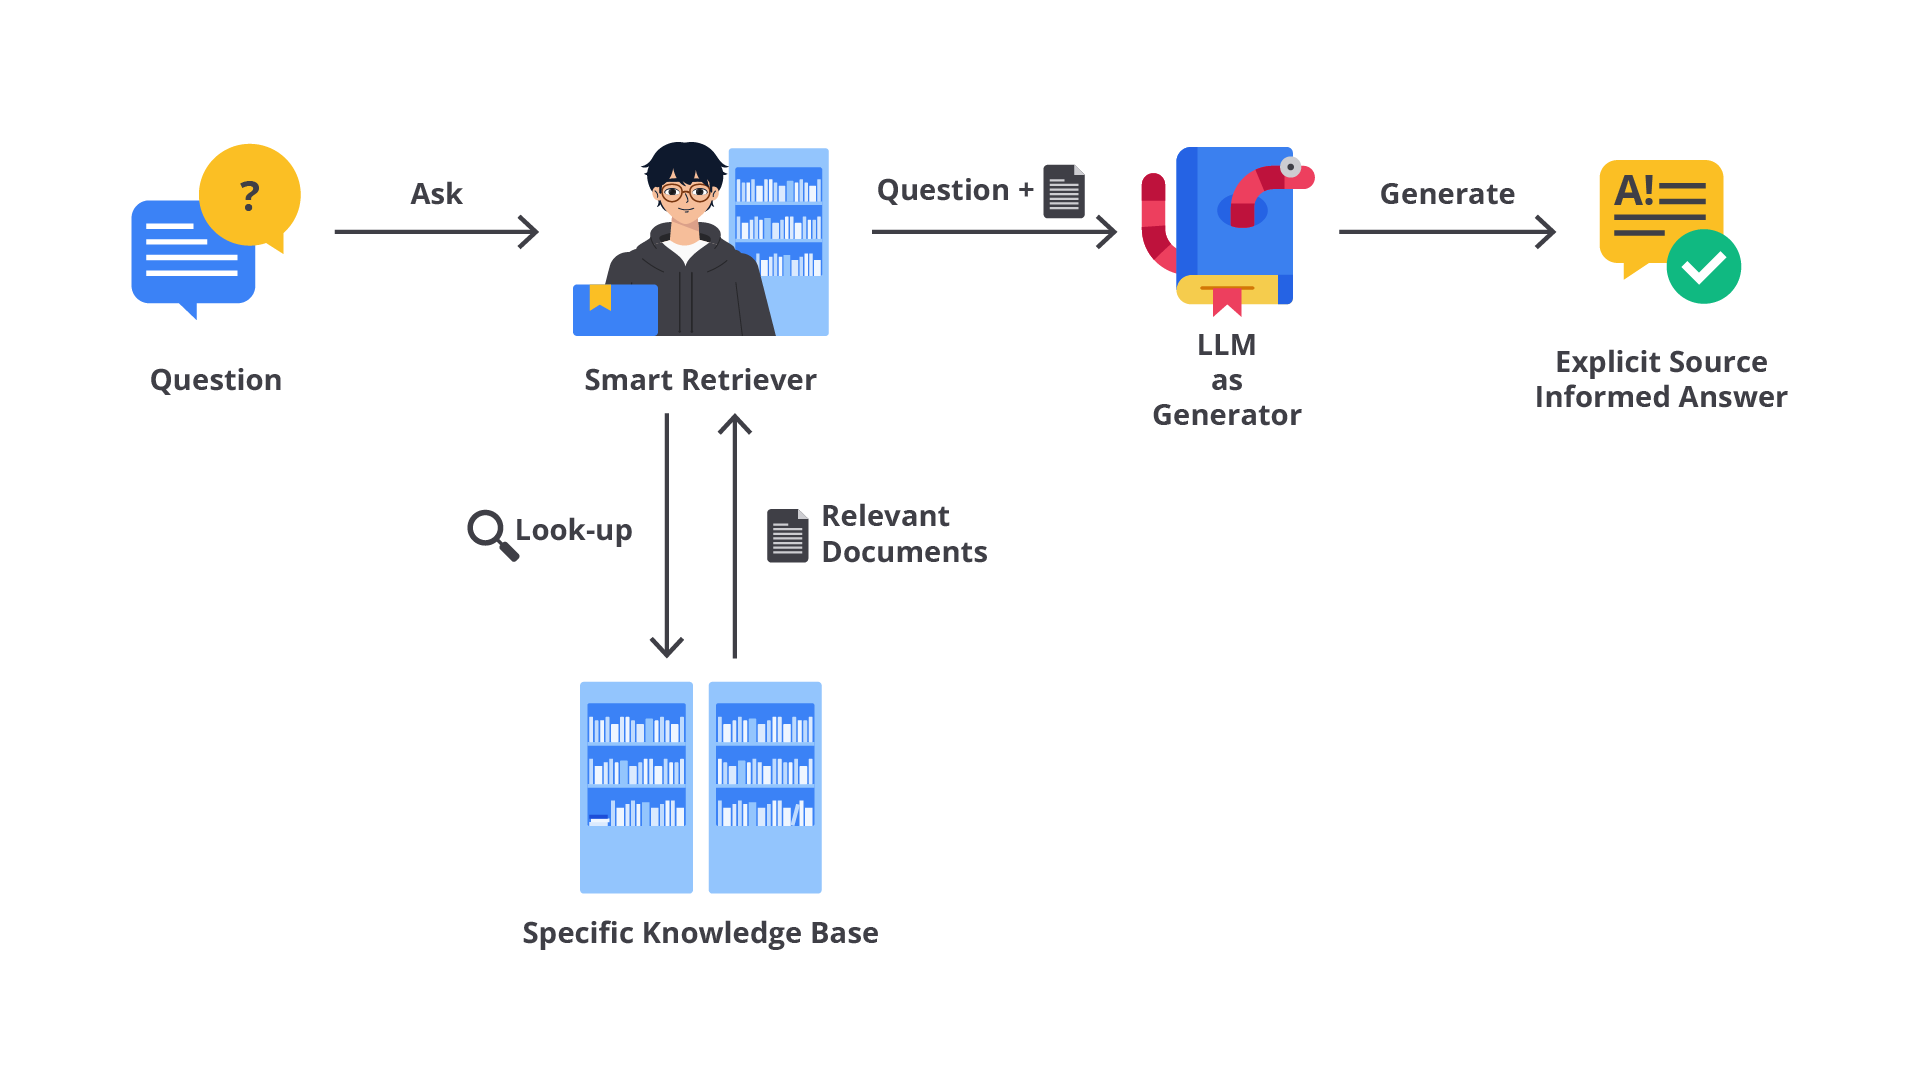 ?
Ask
Question +
Generate
A!
Question
Smart Retriever
LLM
as
Generator
Explicit Source
Informed Answer
Look-up
Relevant
Documents
Specific Knowledge Base